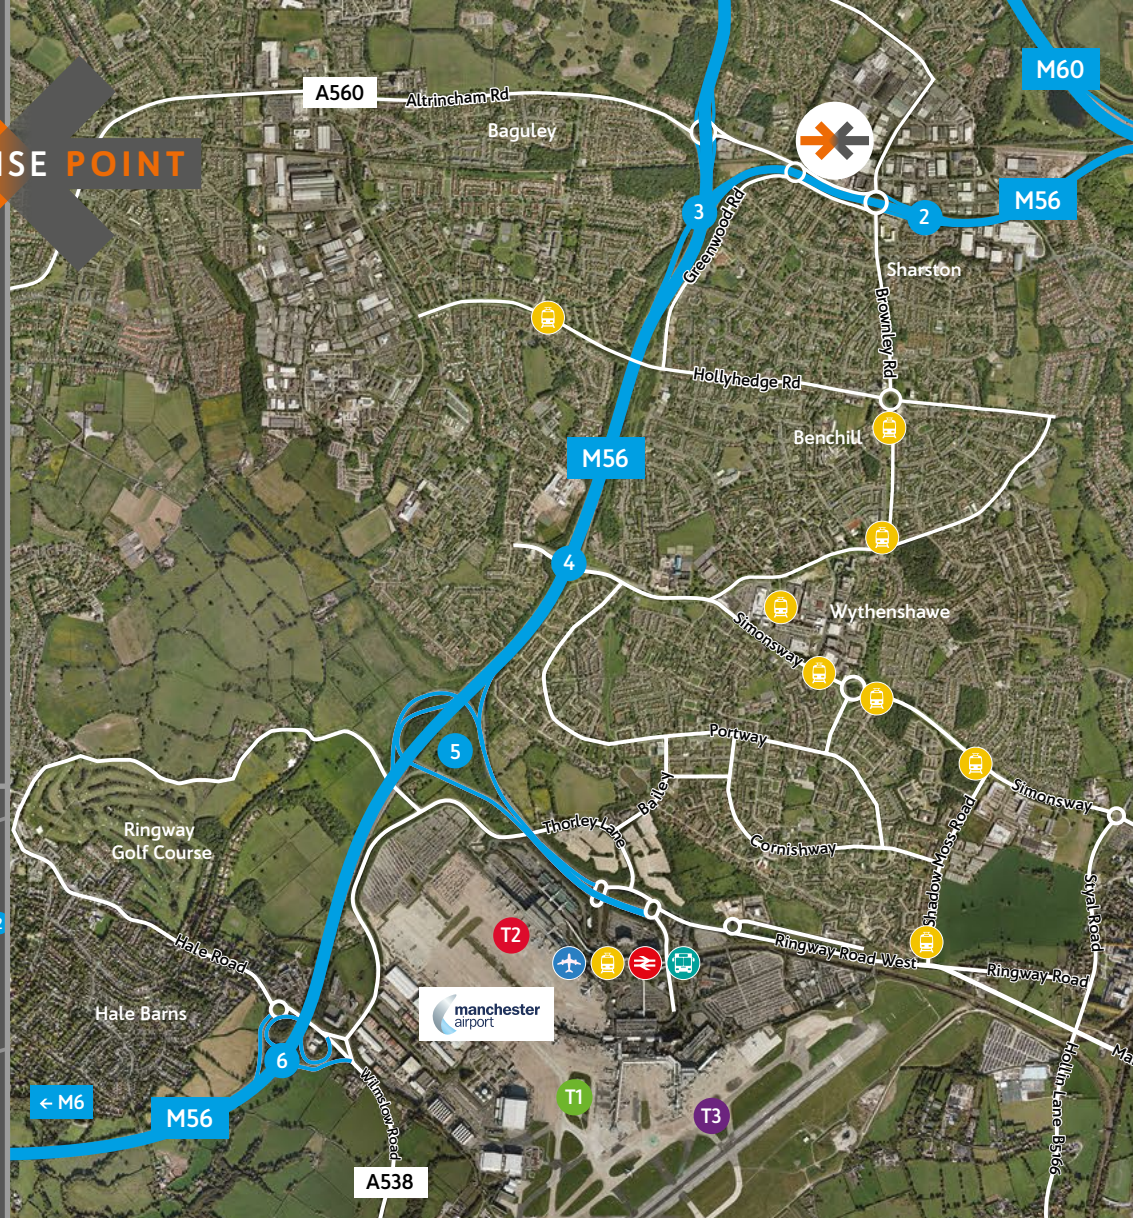 M60
A560
Altrincham Rd
Baguley
ISE POINT
M56
3
2
Greenwood Rd
Sharston
Brownley Rd
Hollyhedge Rd
Benchill
M56
4
Wythenshawe
Simonsway
Portway
5
Bailey
Simonsway
Thorley Lane
Ringway
Golf Course
Cornishway
Shadow Moss Road
Styal Road
2
T2
Hale Road
Ringway Road West
Ringway Road
Hale Barns
manchester
airport
6
Ma
← M6
M56
Wilmslow Road
T1
T3
Hollin Lane B5166
A538